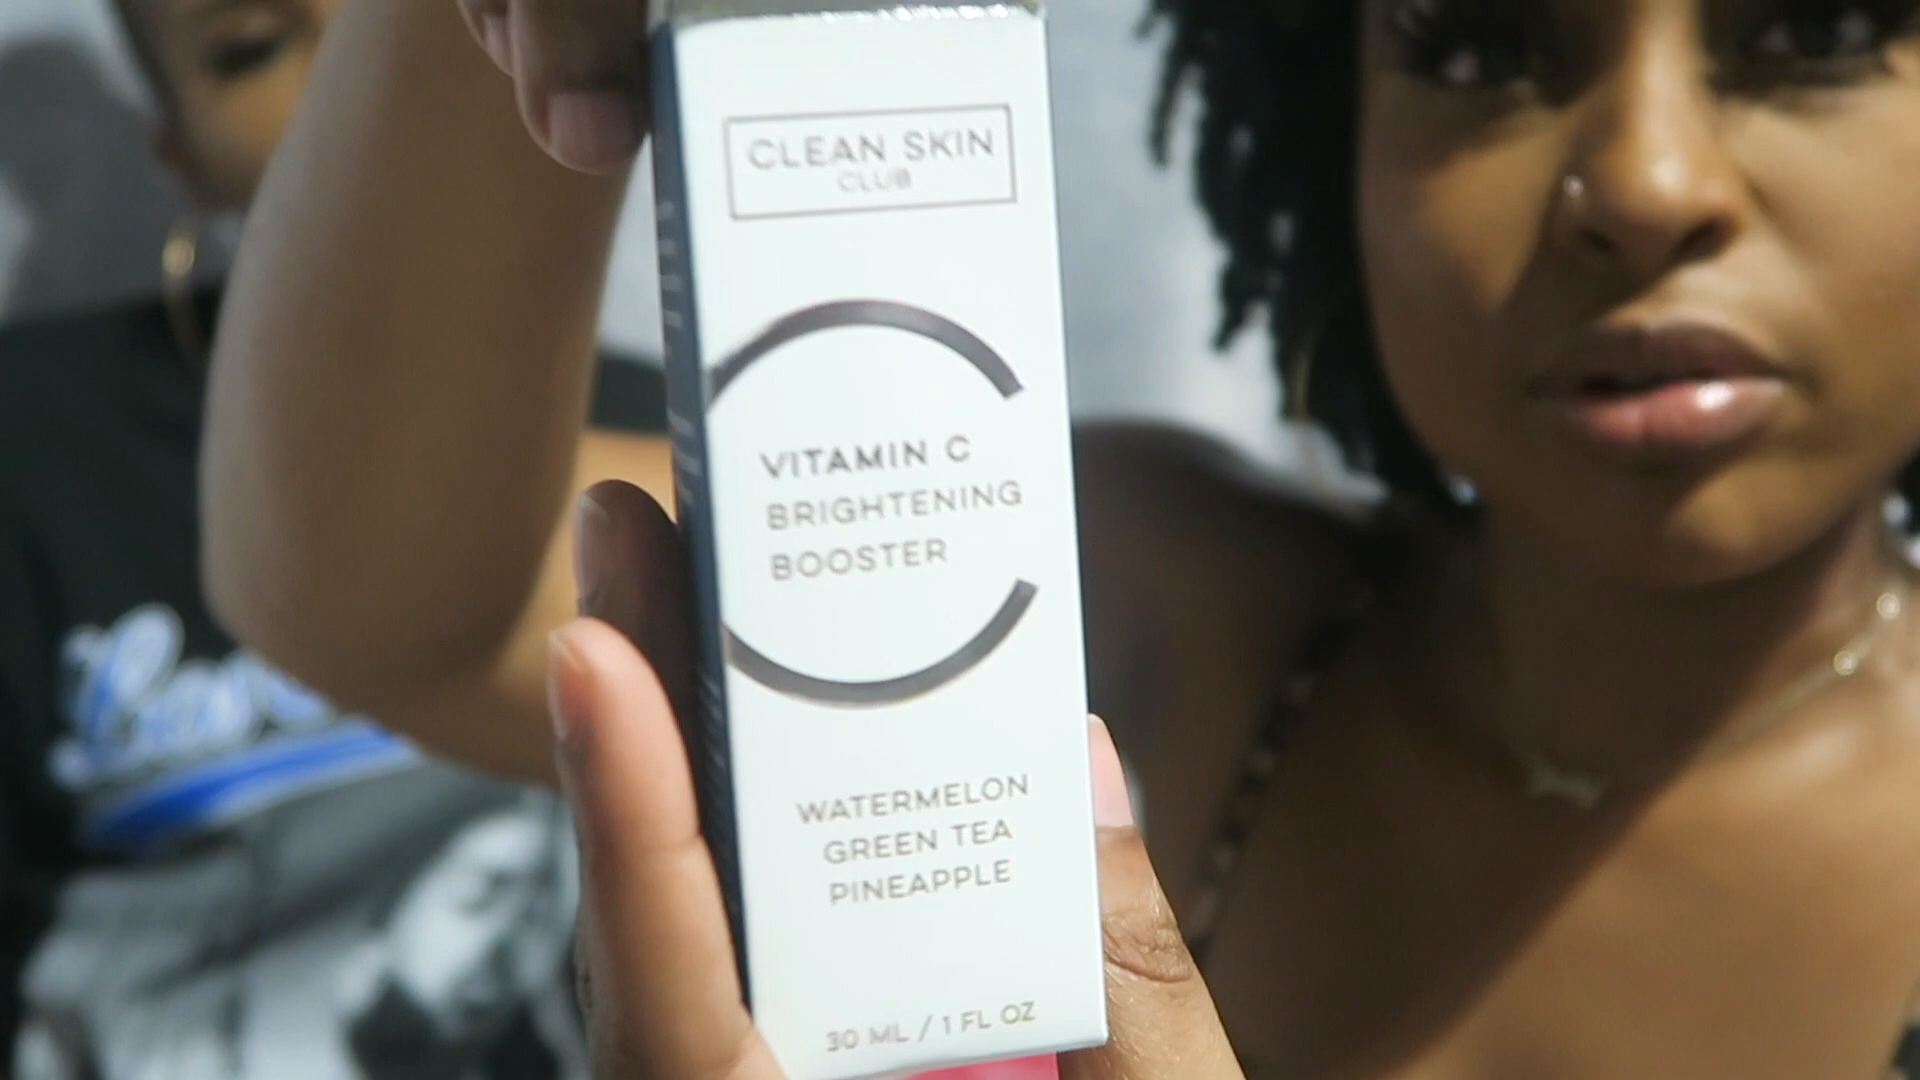 CLEAN SKIN
CLUB
VITAMIN C
BRIGHTENING
BOOSTER
WATERMELON
GREEN TEA
PINEAPPLE
30 ML / 1 FL OZ